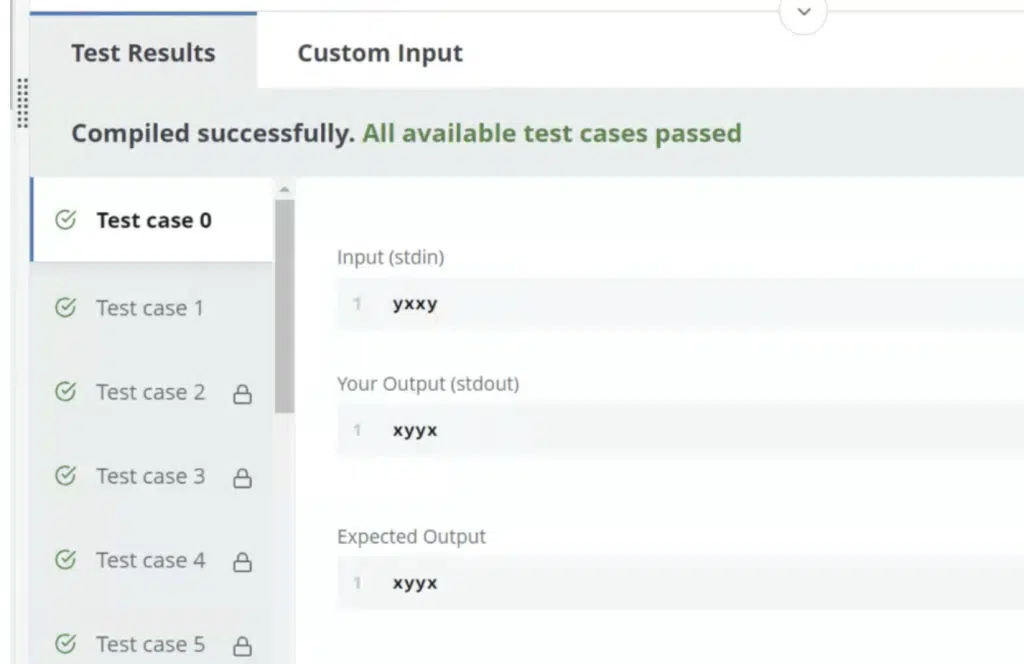 Test Results
Custom Input
Compiled successfully. All available test cases passed
Test case 0
Test case 1
Test case 2
Test case 3
Test case 4
Test case 5
Input (stdin)
1 yxxy
Your Output (stdout)
1 xyyx
Expected Output
1 xyyx